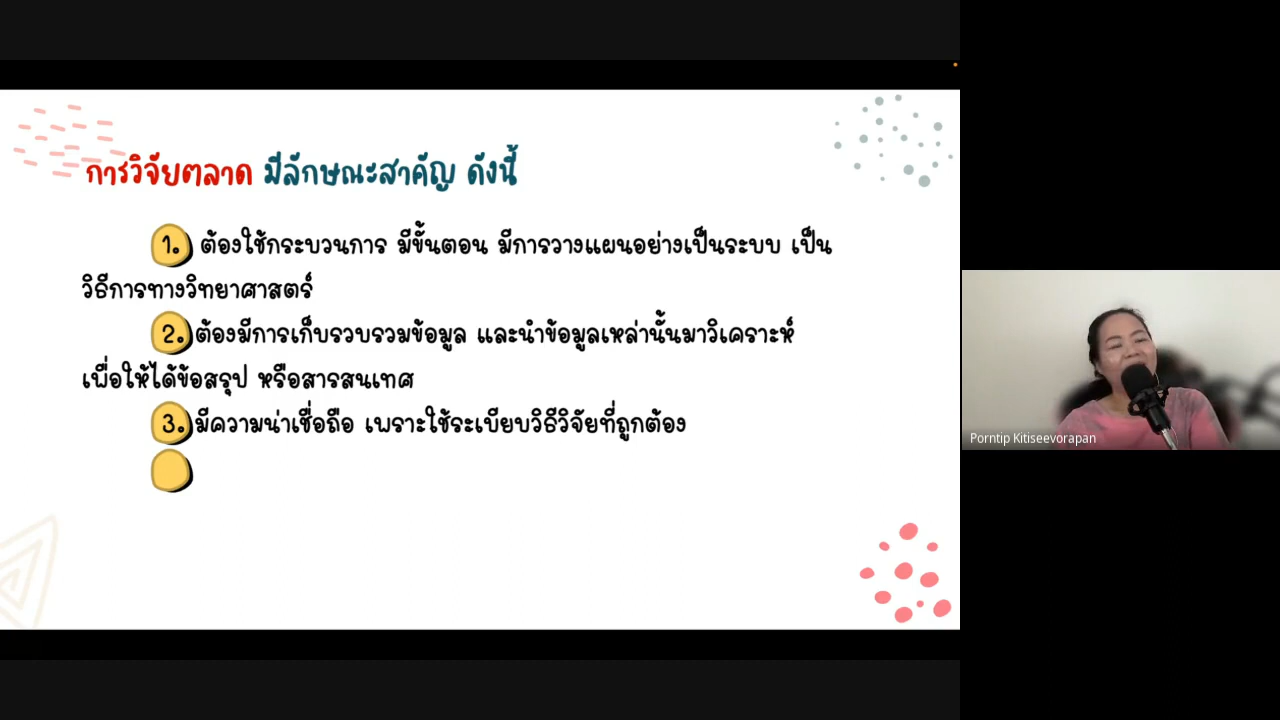 การวิจัยตลาด มีลักษณะสำคัญ ดังนี้
1. ต้องใช้กระบวนการ มีขั้นตอน มีการวางแผนอย่างเป็นระบบ เป็น
วิธีการทางวิทยาศาสตร์
2. ต้องมีการเก็บรวบรวมข้อมูล และนำข้อมูลเหล่านั้นมาวิเคราะห์
เพื่อให้ได้ข้อสรุป หรือสารสนเทศ
3. มีความน่าเชื่อถือ เพราะใช้ระเบียบวิธีวิจัยที่ถูกต้อง
Porntip Kitiseevorapan